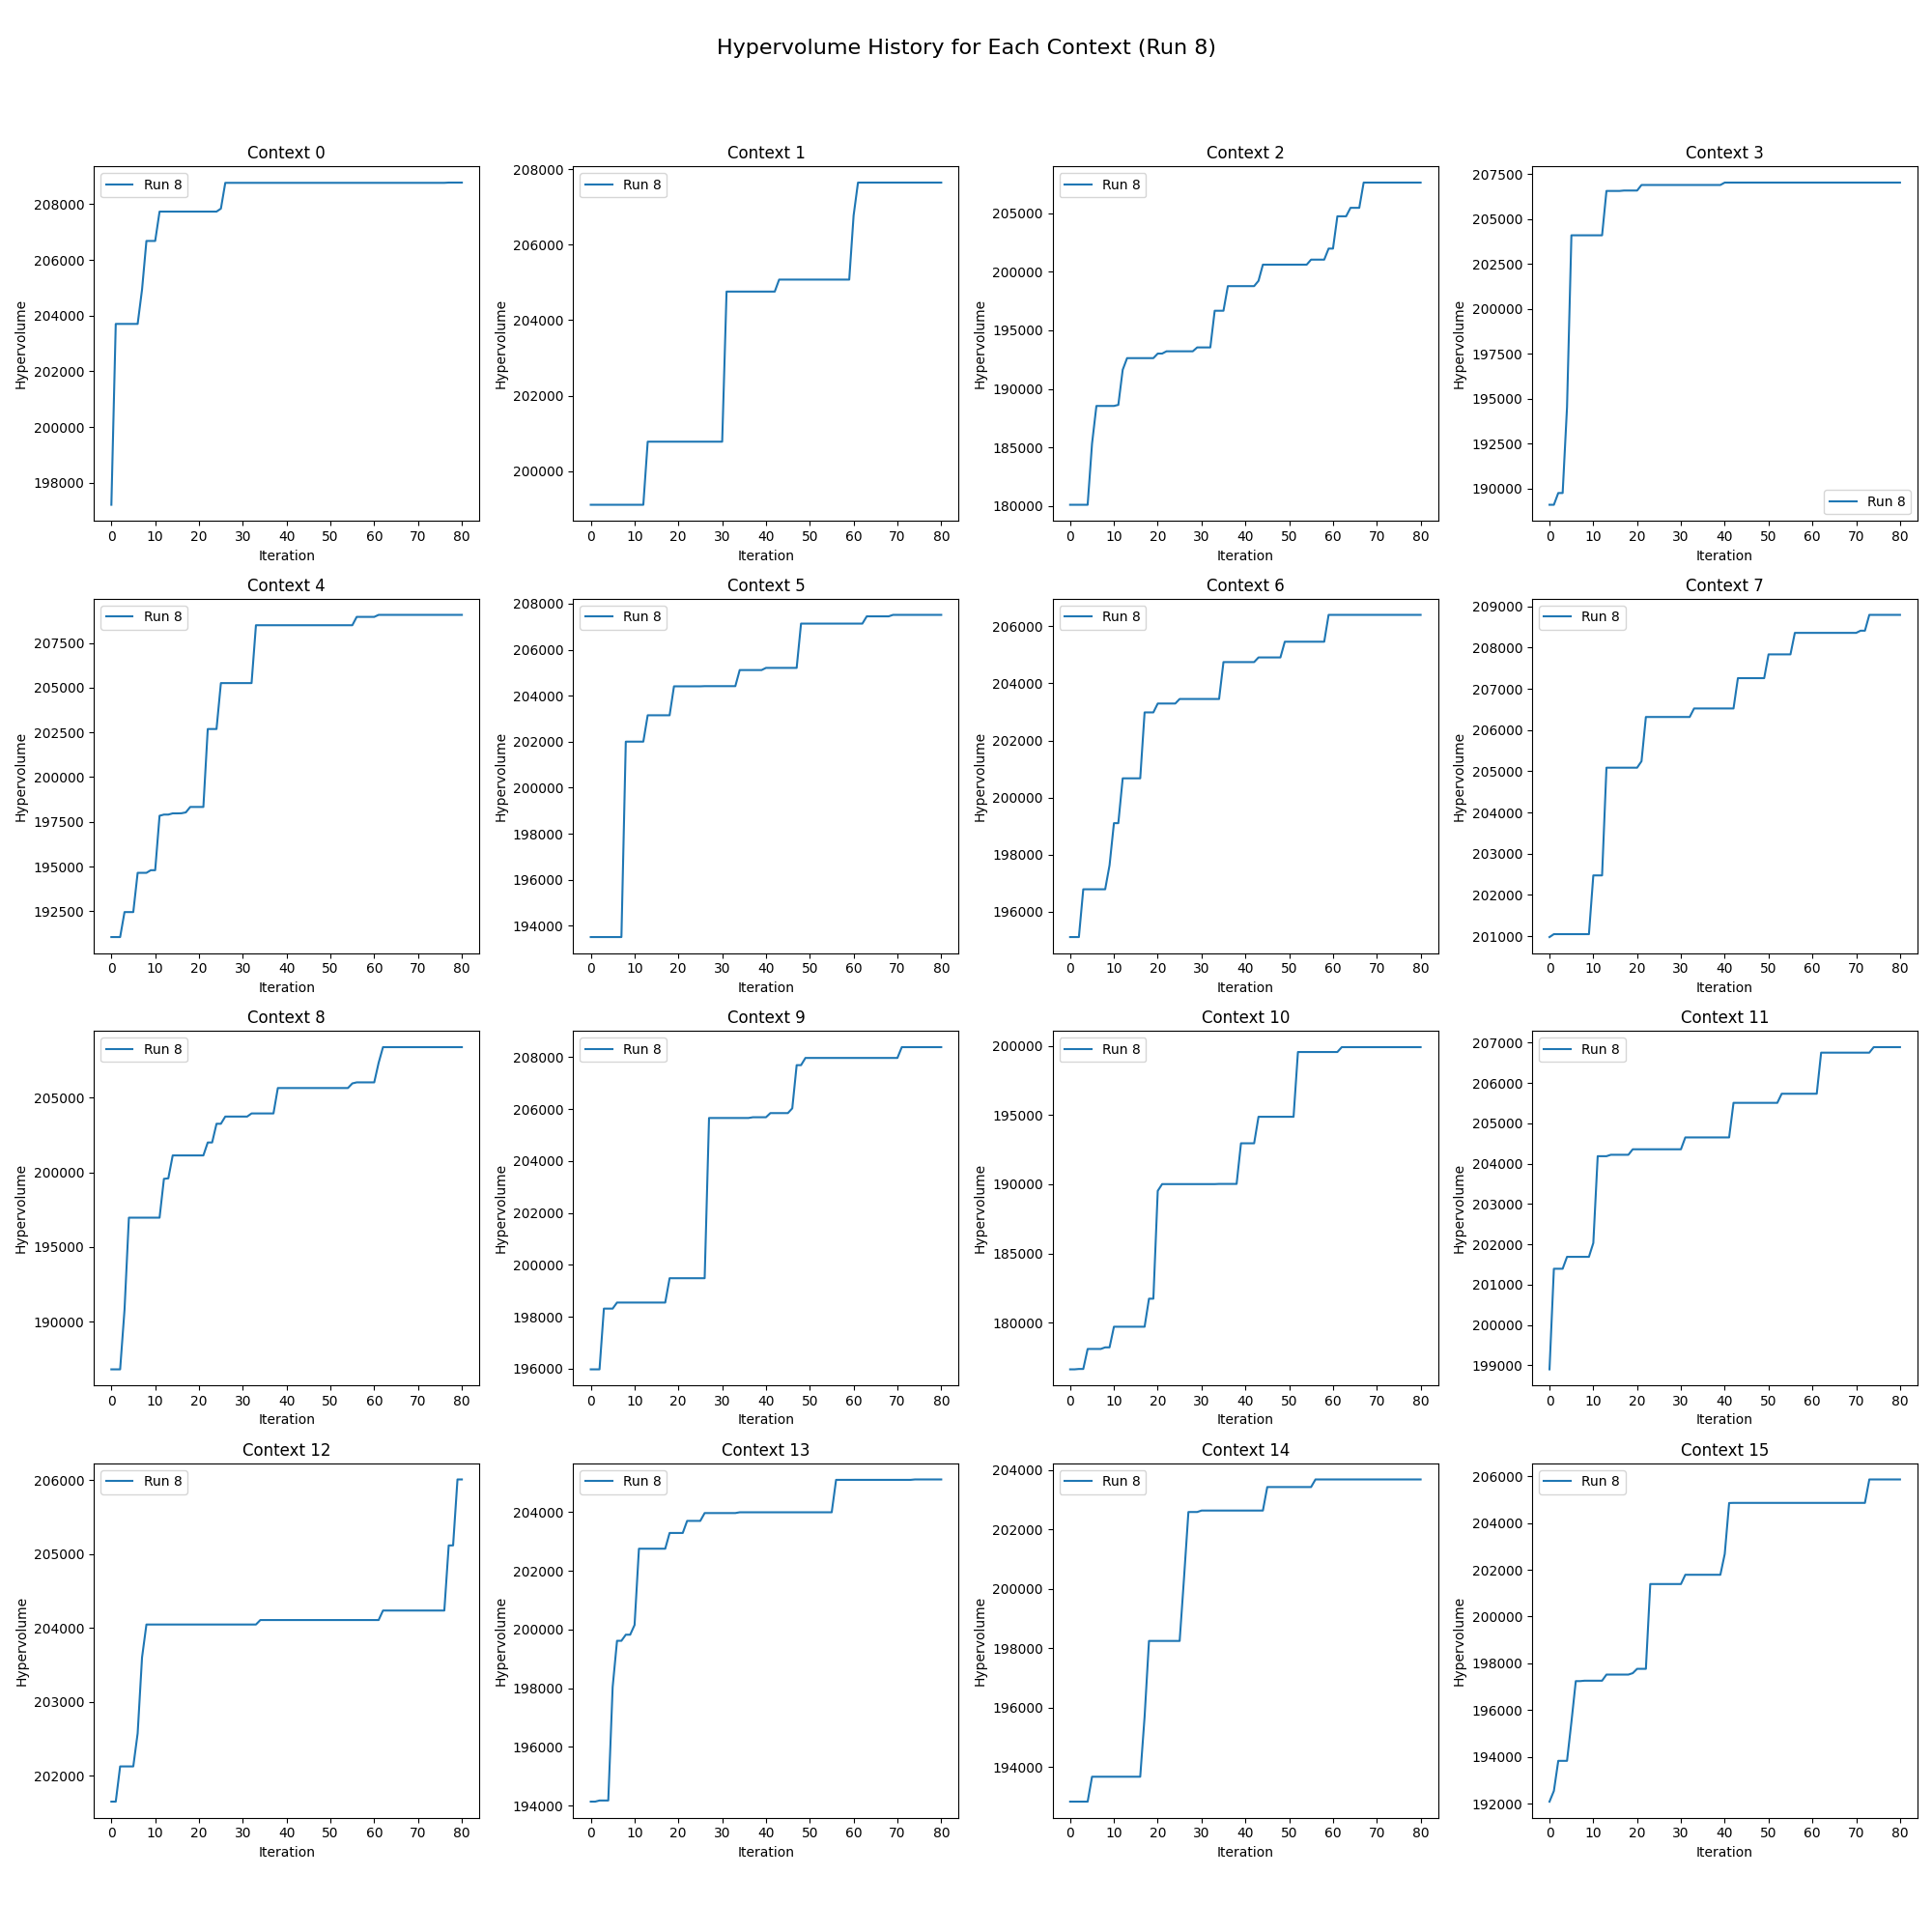 Hypervolume History for Each Context (Run 8)
Context 0
Run 8
Hypervolume
208000
206000
204000
202000
200000
198000
0 10 20 30 40 50 60 70 80
Iteration
Context 1
Run 8
Hypervolume
208000
206000
204000
202000
200000
0 10 20 30 40 50 60 70 80
Iteration
Context 2
Run 8
Hypervolume
205000
200000
195000
190000
185000
180000
0 10 20 30 40 50 60 70 80
Iteration
Context 3
Run 8
Hypervolume
207500
205000
202500
200000
197500
195000
192500
190000
0 10 20 30 40 50 60 70 80
Iteration
Context 4
Run 8
Hypervolume
207500
205000
202500
200000
197500
195000
192500
0 10 20 30 40 50 60 70 80
Iteration
Context 5
Run 8
Hypervolume
208000
206000
204000
202000
200000
198000
196000
194000
0 10 20 30 40 50 60 70 80
Iteration
Context 6
Run 8
Hypervolume
206000
204000
202000
200000
198000
196000
0 10 20 30 40 50 60 70 80
Iteration
Context 7
Run 8
Hypervolume
209000
208000
207000
206000
205000
204000
203000
202000
201000
0 10 20 30 40 50 60 70 80
Iteration
Context 8
Run 8
Hypervolume
205000
200000
195000
190000
0 10 20 30 40 50 60 70 80
Iteration
Context 9
Run 8
Hypervolume
208000
206000
204000
202000
200000
198000
196000
0 10 20 30 40 50 60 70 80
Iteration
Context 10
Run 8
Hypervolume
200000
195000
190000
185000
180000
0 10 20 30 40 50 60 70 80
Iteration
Context 11
Run 8
Hypervolume
207000
206000
205000
204000
203000
202000
201000
200000
199000
0 10 20 30 40 50 60 70 80
Iteration
Context 12
Run 8
Hypervolume
206000
205000
204000
203000
202000
0 10 20 30 40 50 60 70 80
Iteration
Context 13
Run 8
Hypervolume
204000
202000
200000
198000
196000
194000
0 10 20 30 40 50 60 70 80
Iteration
Context 14
Run 8
Hypervolume
204000
202000
200000
198000
196000
194000
0 10 20 30 40 50 60 70 80
Iteration
Context 15
Run 8
Hypervolume
206000
204000
202000
200000
198000
196000
194000
192000
0 10 20 30 40 50 60 70 80
Iteration